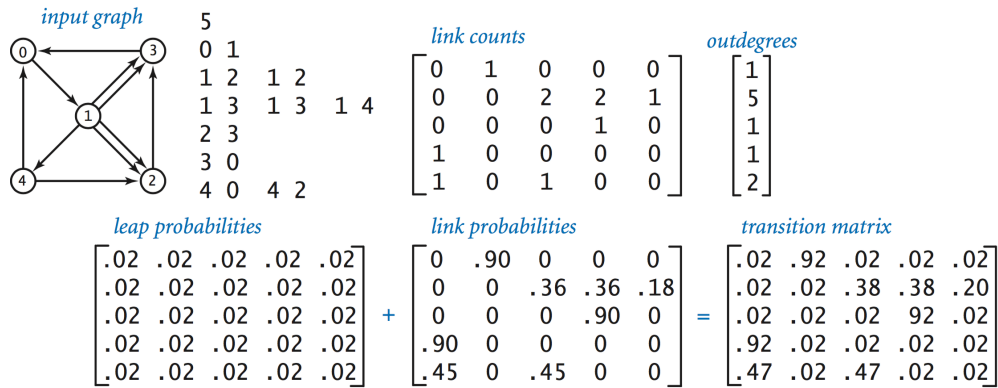 input graph
0
3
1
4
2
5
0 1
1 2 1 2
1 3 1 3 1 4
2 3
3 0
4 0 4 2
link counts
0 1 0 0 0
0 0 2 2 1
0 0 0 1 0
1 0 0 0 0
1 0 1 0 0
outdegrees
1
5
1
1
2
leap probabilities
.02 .02 .02 .02 .02
.02 .02 .02 .02 .02
.02 .02 .02 .02 .02
.02 .02 .02 .02 .02
.02 .02 .02 .02 .02
+
link probabilities
0 .90 0 0 0
0 0 .36 .36 .18
0 0 0 .90 0
.90 0 0 0 0
.45 0 .45 0 0
=
transition matrix
.02 .92 .02 .02 .02
.02 .02 .38 .38 .20
.02 .02 .02 92 .02
.92 .02 .02 .02 .02
.47 .02 .47 .02 .02